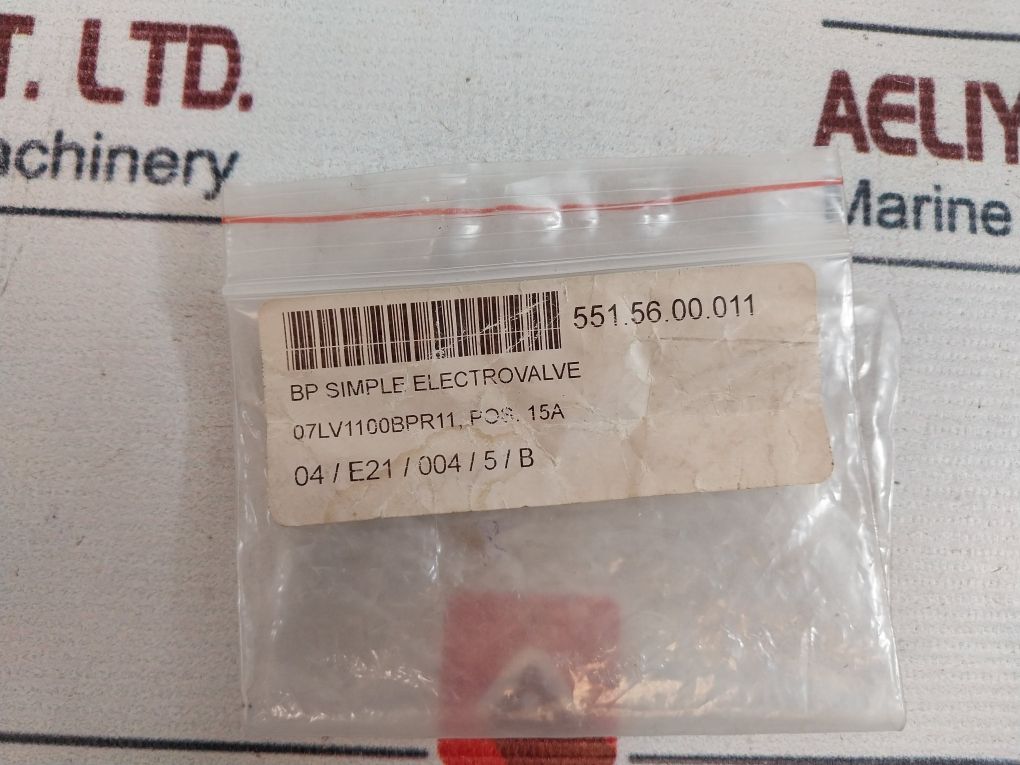 T. LTD.
achinery
AELIY
Marine
551.56.00.011
BP SIMPLE ELECTROVALVE
07LV1100BPR11, POS. 15A
04 / E21 / 004 / 5 / B